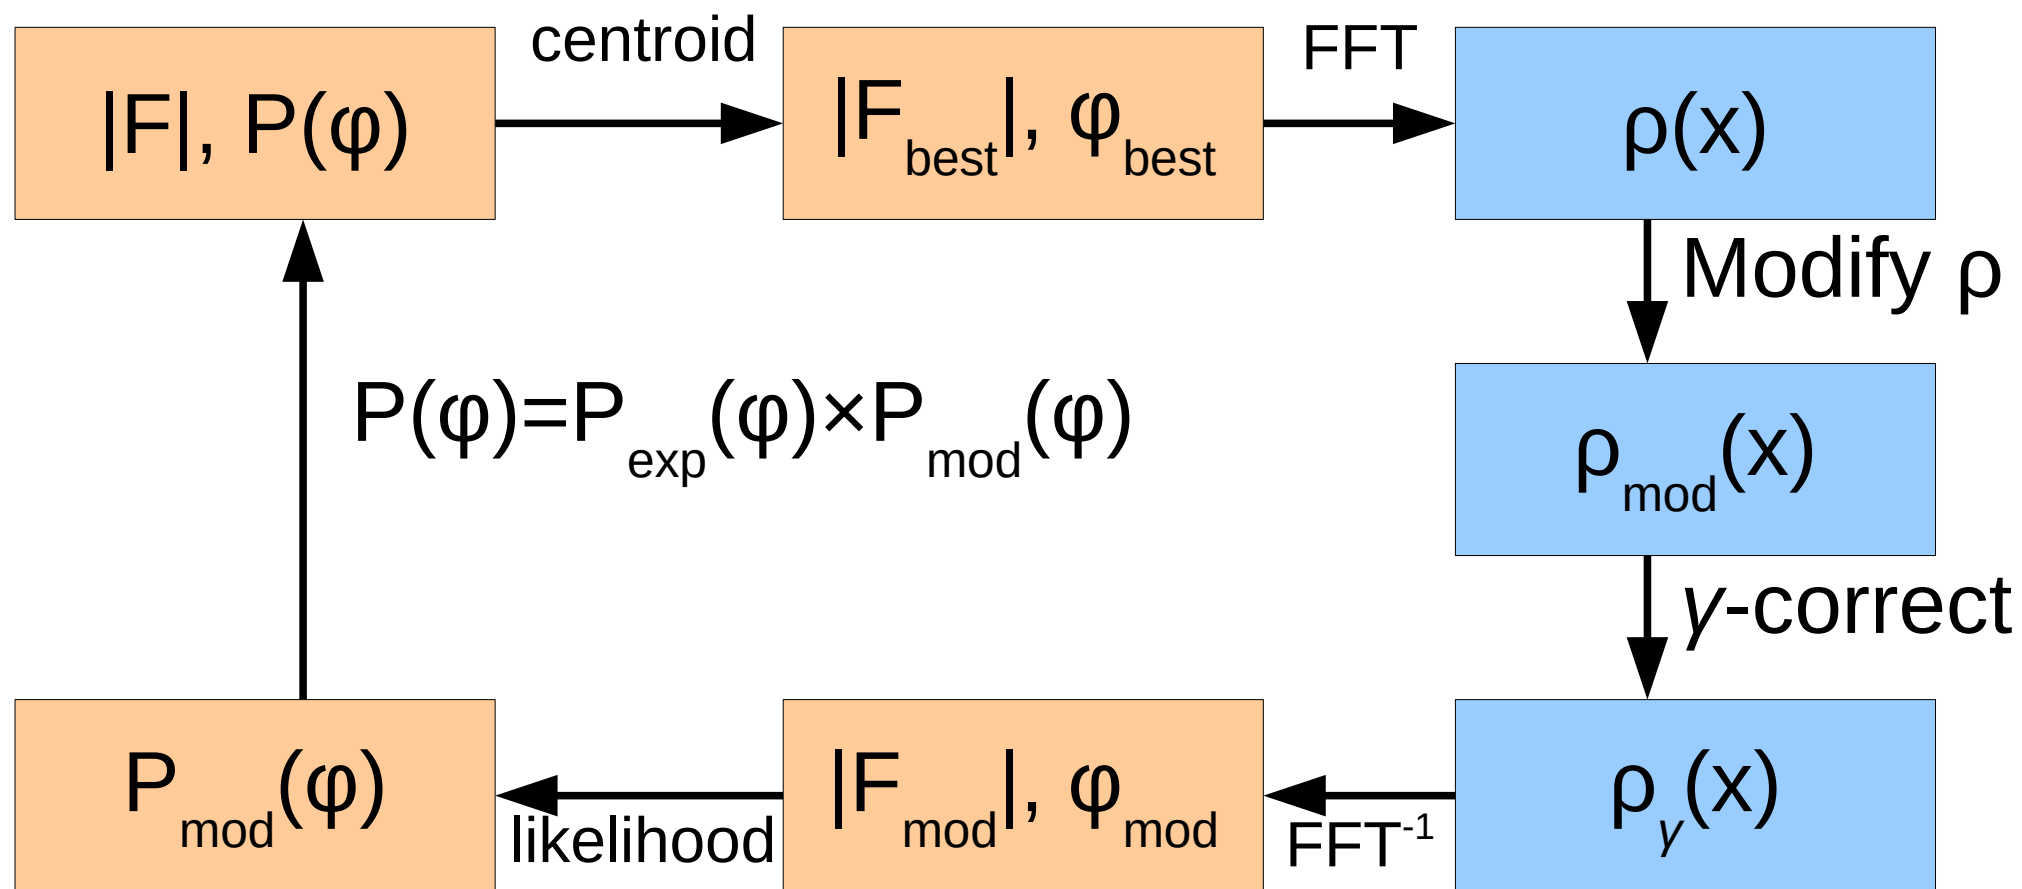 centroid
FFT
|F|, P(φ)
|F_best|, φ_best
ρ(x)
Modify ρ
P(φ)=P_exp(φ)×P_mod(φ)
ρ_mod(x)
γ-correct
P_mod(φ)
|F_mod|, φ_mod
ρ_γ(x)
likelihood
FFT⁻¹